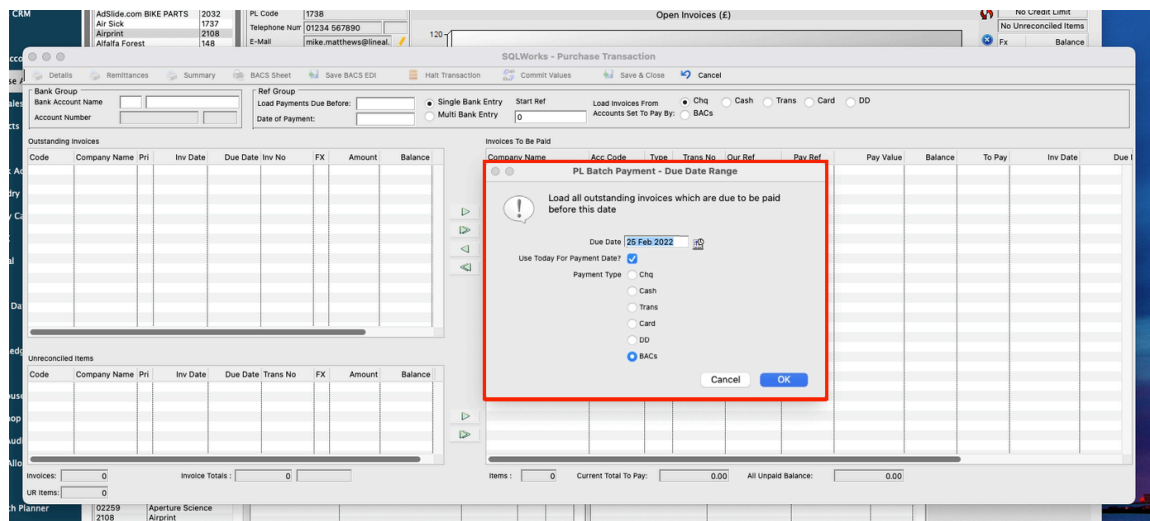 CRM
AdSlide.com BIKE PARTS 2032 PL Code 1738 Open Invoices (£) No Credit Limit
Air Sick 1737 Telephone Num 01234 567890 No Unreconciled Items
Airprint 2108 120
Alfalfa Forest 148 E-Mail mike.matthews@lineal. Fx Balance
SQLWorks - Purchase Transaction
Details Remittances Summary BACS Sheet Save BACS EDI Halt Transaction Commit Values Save & Close Cancel
Bank Group Ref Group
Bank Account Name Load Payments Due Before: Single Bank Entry Start Ref Load Invoices From Chq Cash Trans Card DD
Account Number Date of Payment: Multi Bank Entry 0 Accounts Set To Pay By: BACs
Outstanding Invoices Invoices To Be Paid
Code Company Name Pri Inv Date Due Date Inv No FX Amount Balance Company Name Acc Code Type Trans No Our Ref Pay Ref Pay Value Balance To Pay Inv Date Due
PL Batch Payment - Due Date Range
Load all outstanding invoices which are due to be paid
before this date
Due Date 25 Feb 2022
Use Today For Payment Date?
Payment Type Chq
Cash
Trans
Card
DD
BACs
Cancel OK
Unreconciled Items
Code Company Name Pri Inv Date Due Date Trans No FX Amount Balance
Invoices: 0 Invoice Totals : 0 Items : 0 Current Total To Pay: 0.00 All Unpaid Balance: 0.00
UR Items: 0
Planner 02259 Aperture Science
2108 Airprint